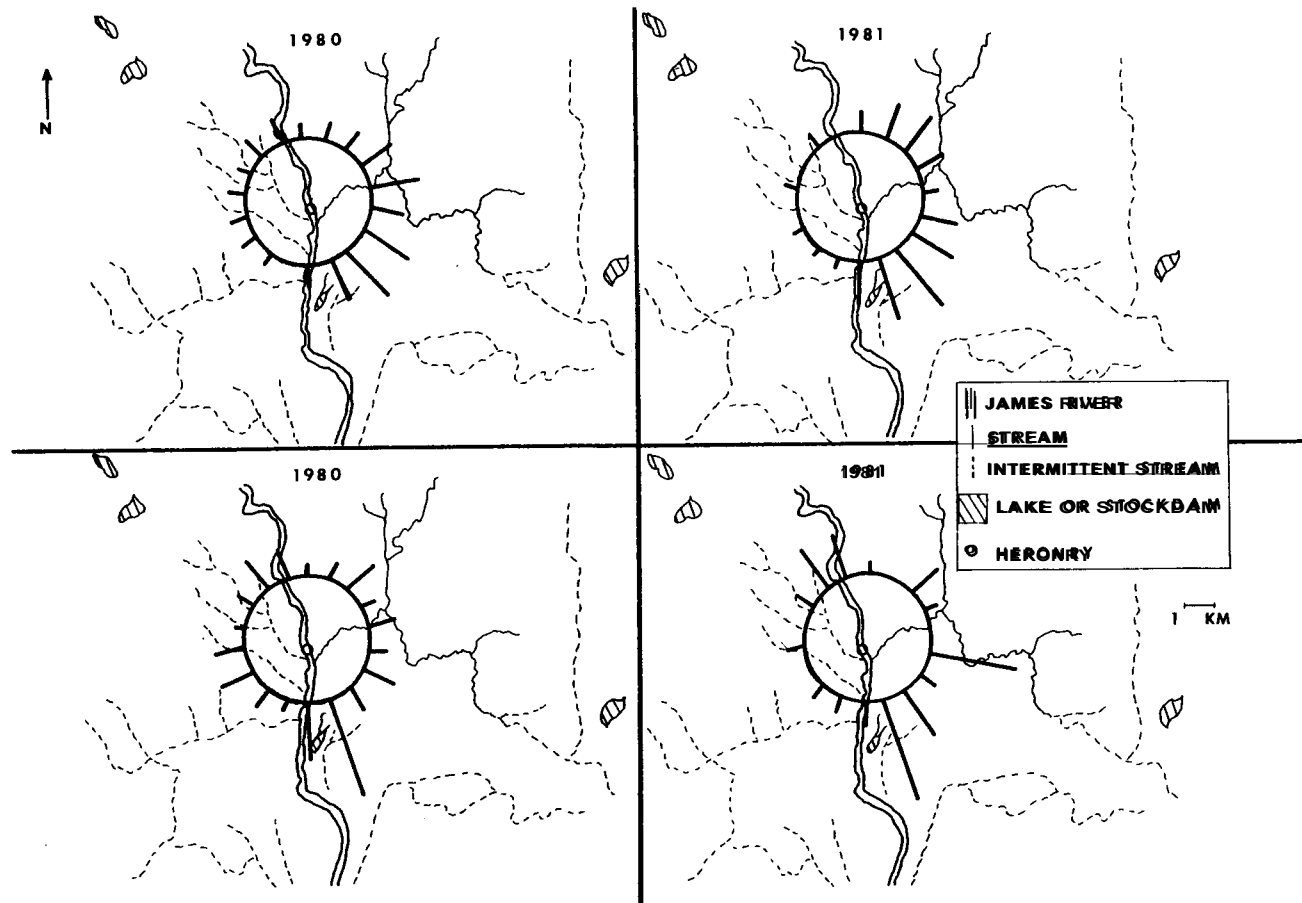 1980
1981
N
JAMES RIVER
STREAM
INTERMITTENT STREAM
LAKE OR STOCKDAM
HERONRY
1980
1981
1 KM